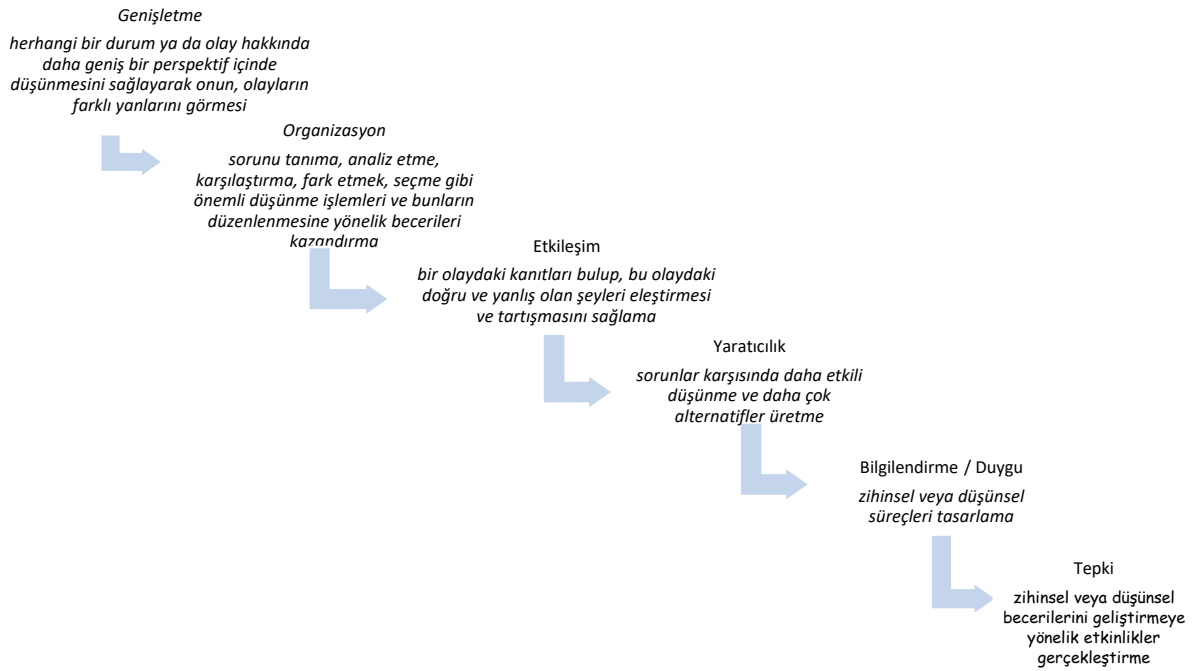 Genişletme
herhangi bir durum ya da olay hakkında
daha geniş bir perspektif içinde
düşünmesini sağlayarak onun, olayların
farklı yanlarını görmesi
Organizasyon
sorunu tanıma, analiz etme,
karşılaştırma, fark etmek, seçme gibi
önemli düşünme işlemleri ve bunların
düzenlenmesine yönelik becerileri
kazandırma
Etkileşim
bir olaydaki kanıtları bulup, bu olaydaki
doğru ve yanlış olan şeyleri eleştirmesi
ve tartışmasını sağlama
Yaratıcılık
sorunlar karşısında daha etkili
düşünme ve daha çok
alternatifler üretme
Bilgilendirme / Duygu
zihinsel veya düşünsel
süreçleri tasarlama
Tepki
zihinsel veya düşünsel
becerilerini geliştirmeye
yönelik etkinlikler
gerçekleştirme